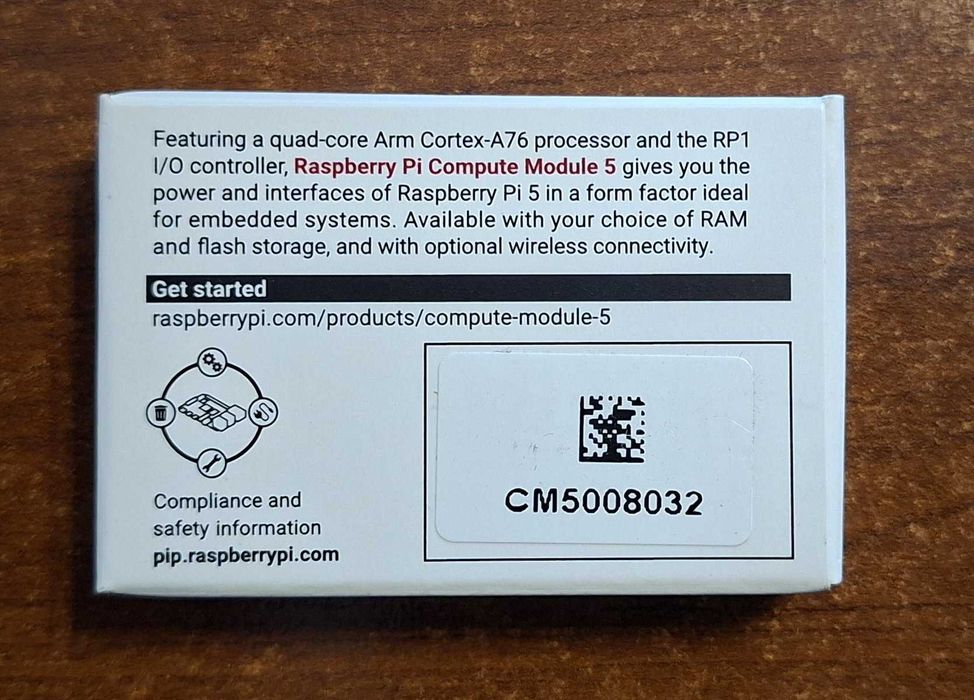 Featuring a quad-core Arm Cortex-A76 processor and the RP1
I/O controller, Raspberry Pi Compute Module 5 gives you the
power and interfaces of Raspberry Pi 5 in a form factor ideal
for embedded systems. Available with your choice of RAM
and flash storage, and with optional wireless connectivity.
Get started
raspberrypi.com/products/compute-module-5
Compliance and
safety information
pip.raspberrypi.com
CM5008032